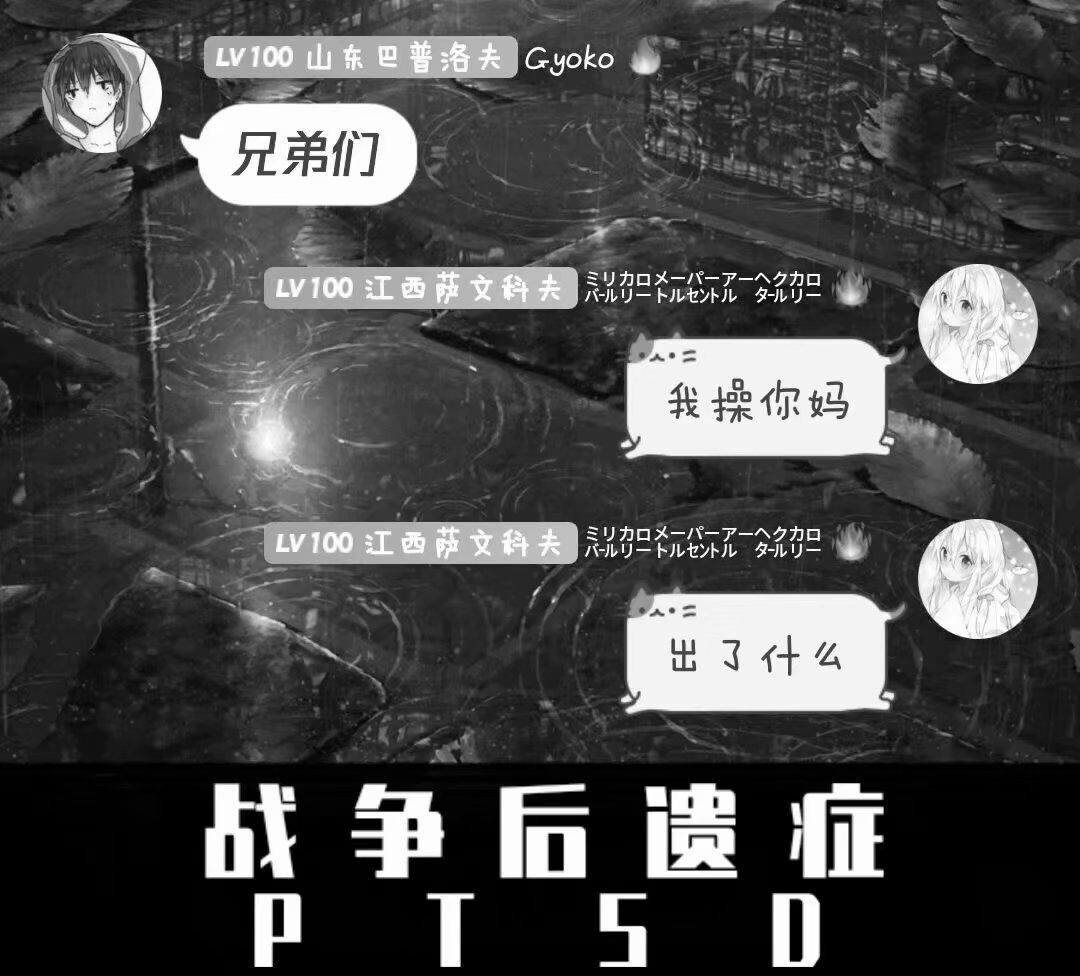 LV100 山东巴普洛夫 Gyoko
兄弟们
LV100 江西萨文科夫 ミリカロメーパーアーヘクカロ
バールリートルセントル タールリー
我操你妈
LV100 江西萨文科夫 ミリカロメーパーアーヘクカロ
バールリートルセントル タールリー
出了什么
战争后遗症
PTSD